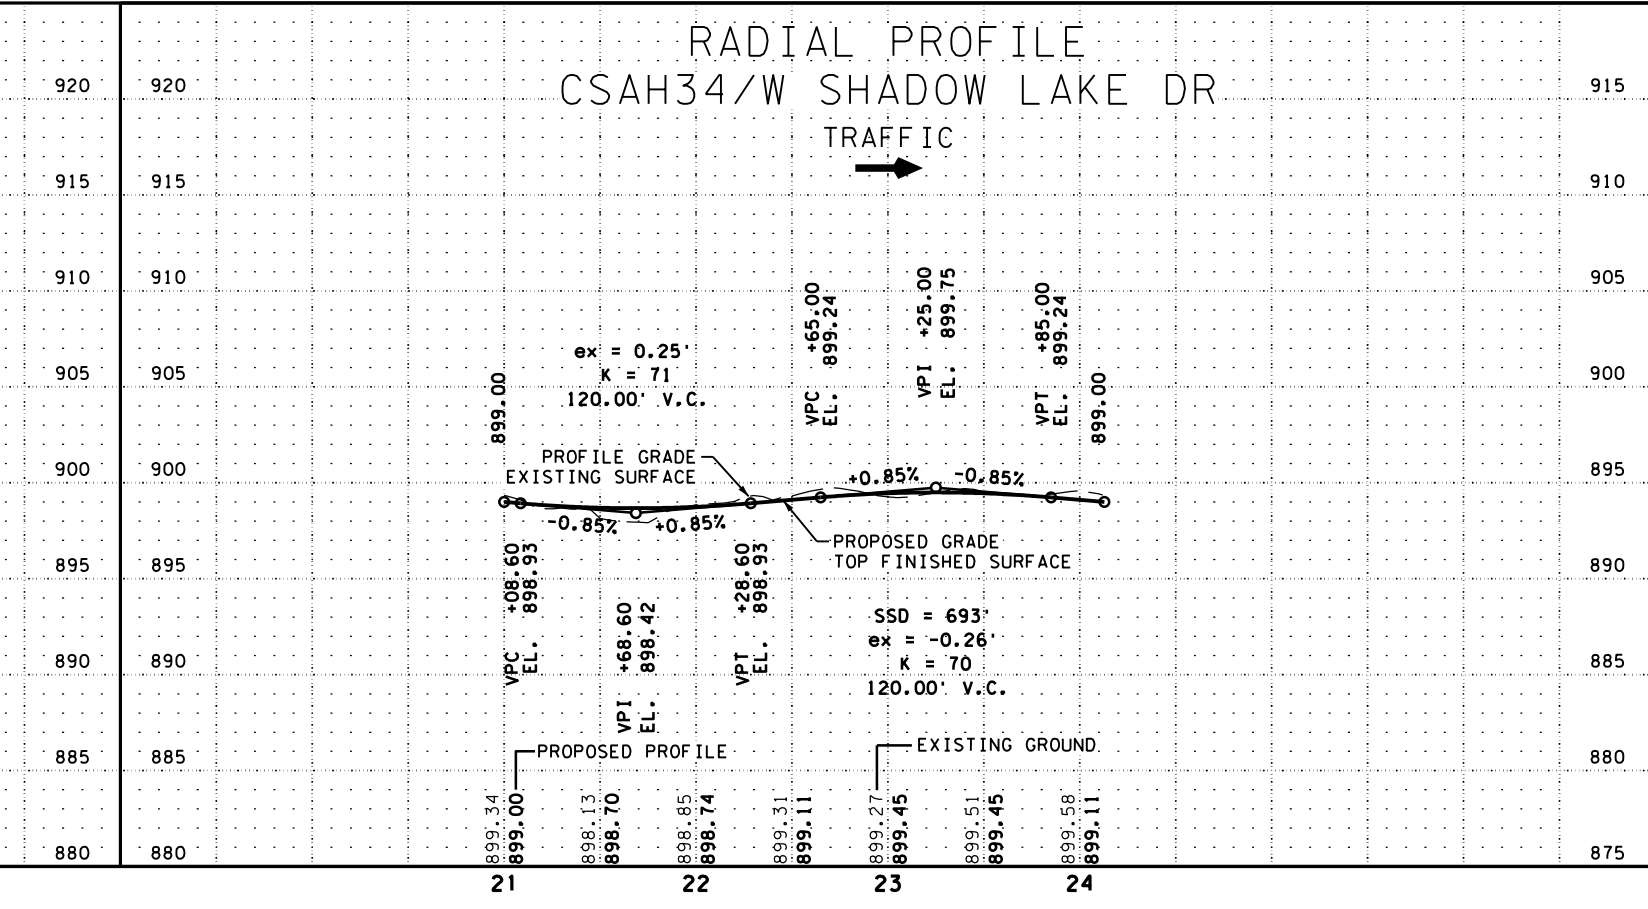 RADIAL PROFILE
CSAH34/W SHADOW LAKE DR
TRAFFIC
920 920 915
915 915 910
910 910 905
905 905 900
900 900 895
895 895 890
890 890 885
885 885 880
880 880 875
ex = 0.25'
K = 71
120.00' V.C.
899.00
VPC +65.00
EL. 899.24
VPI +25.00
EL. 899.75
VPT +85.00
EL. 899.24
899.00
PROFILE GRADE
EXISTING SURFACE
+0.85% -0.85%
-0.85% +0.85%
PROPOSED GRADE
TOP FINISHED SURFACE
VPC +08.60
EL. 898.93
VPI +68.60
EL. 898.42
VPT +28.60
EL. 898.93
SSD = 693'
ex = -0.26'
K = 70
120.00' V.C.
PROPOSED PROFILE
EXISTING GROUND
899.34
899.00
898.13
898.70
898.85
898.74
899.31
899.11
899.27
899.45
899.51
899.45
899.58
899.11
21 22 23 24